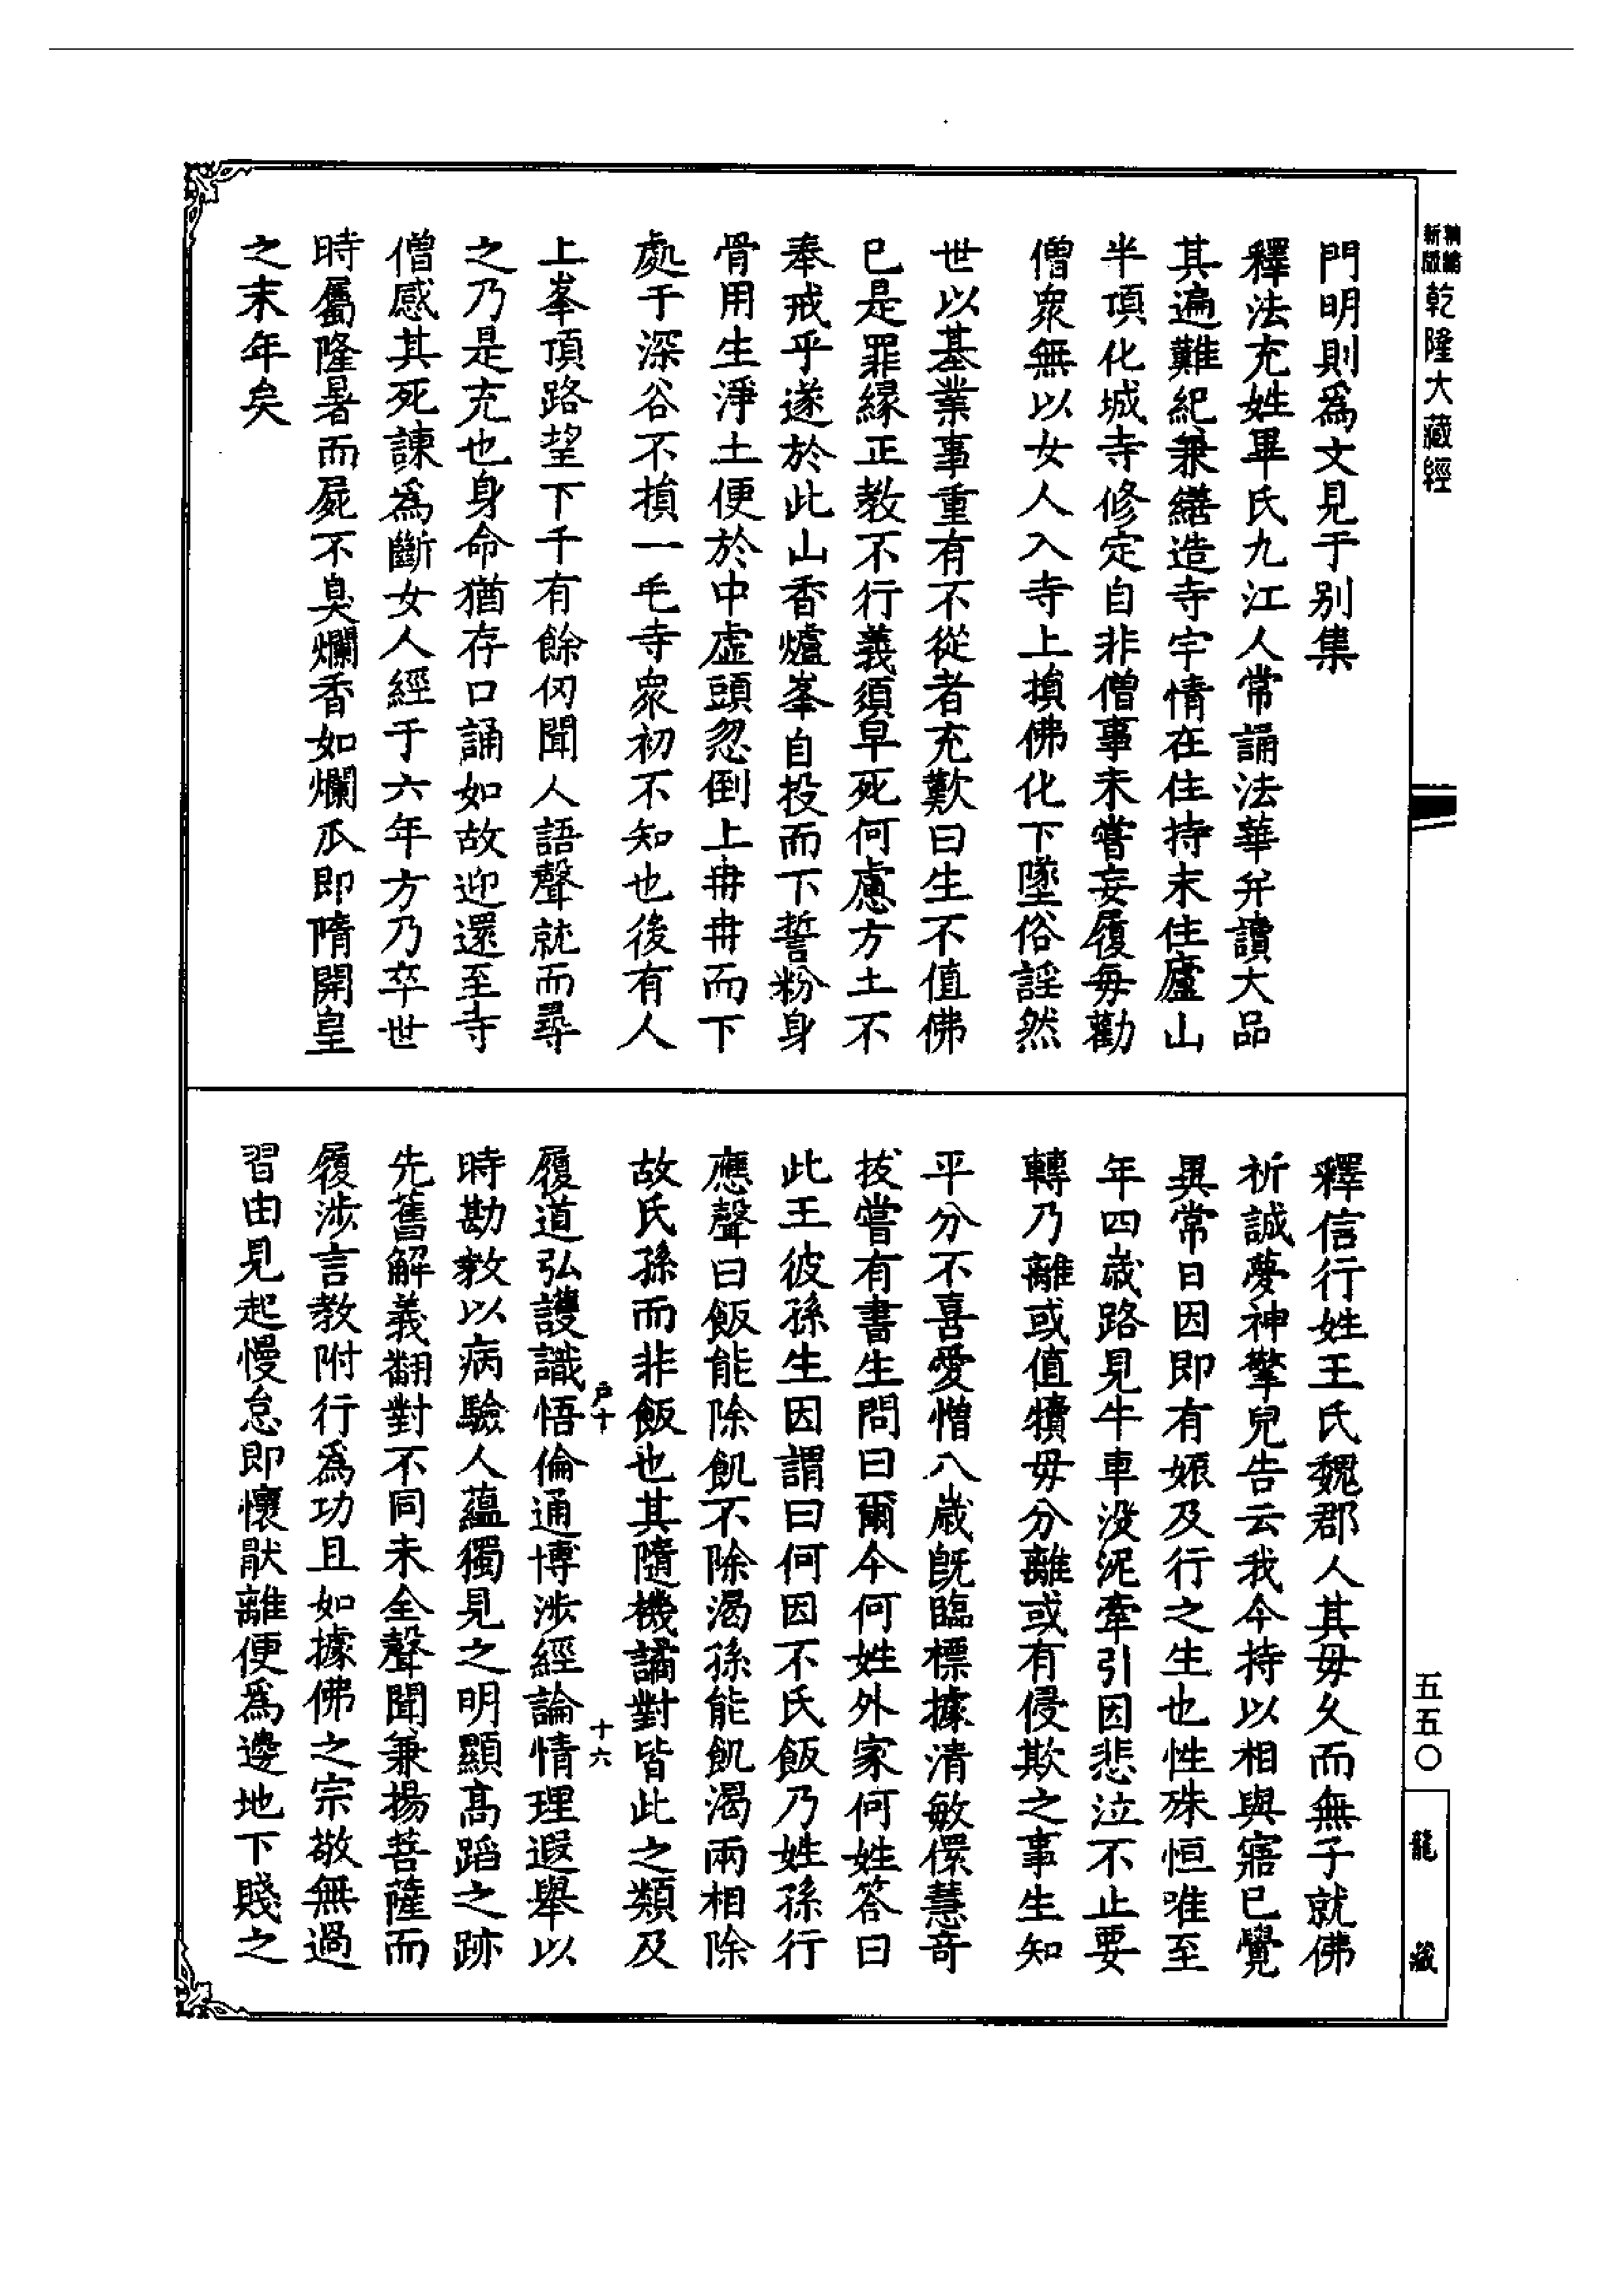 精繕
新版
乾隆大藏經
門明則爲文見于別集
釋法充姓畢氏九江人常誦法華并讀大品
其遍難紀兼繕造寺宇情在住持末住廬山
半頂化城寺修定自非僧事未嘗妄履每勸
僧衆無以女人入寺上損佛化下墜俗謠然
世以基業事重有不從者充歎曰生不值佛
已是罪緣正教不行義須早死何慮方土不
奉戒乎遂於此山香爐峯自投而下誓粉身
骨用生淨土便於中虛頭忽倒上冉冉而下
處于深谷不損一毛寺衆初不知也後有人
上峯頂路望下千有餘仞聞人語聲就而尋
之乃是充也身命猶存口誦如故迎還至寺
僧感其死諫爲斷女人經于六年方乃卒世
時屬隆暑而屍不臭爛香如爛瓜即隋開皇
之末年矣
釋信行姓王氏魏郡人其母久而無子就佛
祈誠夢神擎兒告云我今持以相與寤已覺
異常日因即有娠及行之生也性殊恒唯至
年四歲路見牛車没泥牽引因悲泣不止要
轉乃離或值犢母分離或有侵欺之事生知
平分不喜愛憎八歲既臨標據清敏儇慧奇
拔嘗有書生問曰爾今何姓外家何姓答曰
此王彼孫生因謂曰何因不氏飯乃姓孫行
應聲曰飯能除飢不除渴孫能飢渴兩相除
故氏孫而非飯也其隨機譎對皆此之類及
戶十
十六
履道弘護識悟倫通博涉經論情理遐舉以
時勘教以病驗人蘊獨見之明顯高蹈之跡
先舊解義翻對不同未全聲聞兼揚菩薩而
履涉言教附行爲功且如據佛之宗敬無過
習由見起慢怠即懷猒離便爲邊地下賤之
五五〇
龍藏